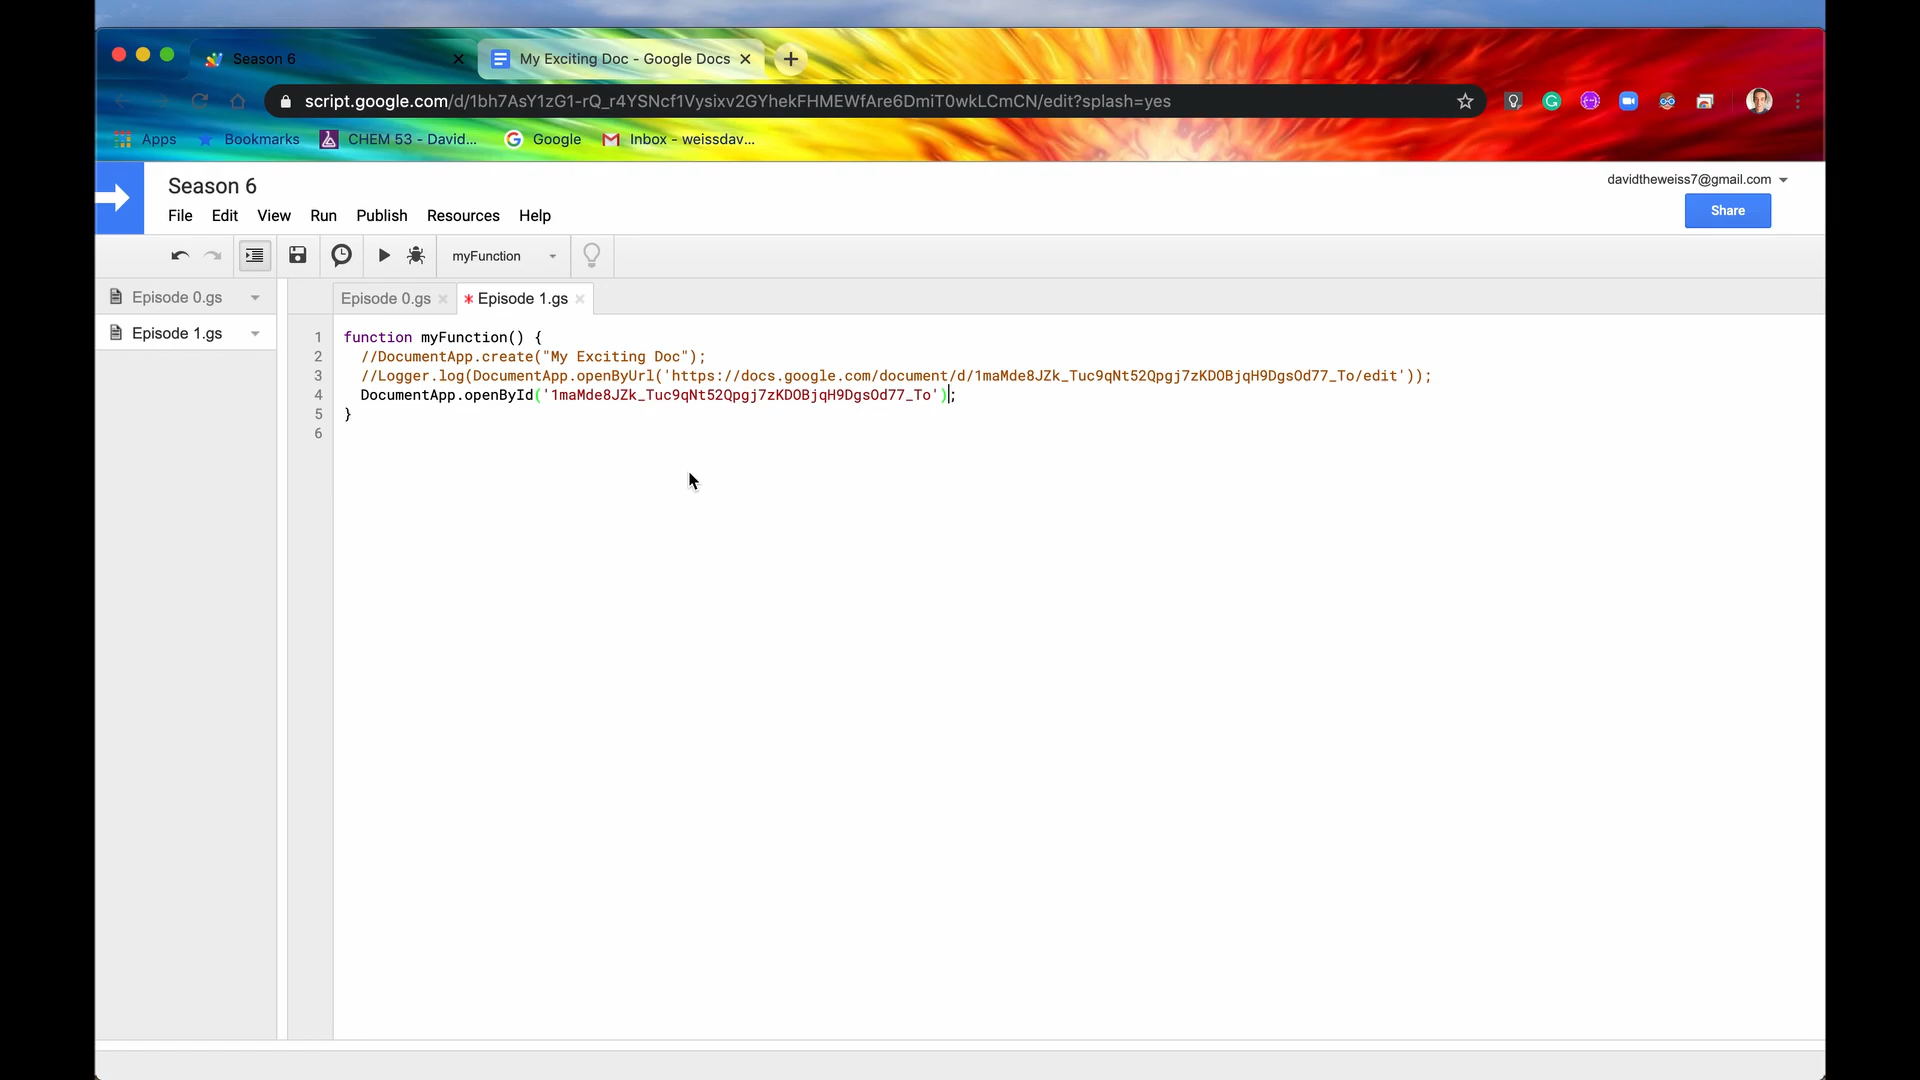 Season 6
My Exciting Doc - Google Docs
script.google.com/d/1bh7AsY1zG1-rQ_r4YSNcf1Vysixv2GYhekFHMEWfAre6DmiT0wkLCmCN/edit?splash=yes
Apps Bookmarks CHEM 53 - David... Google Inbox - weissdav...
Season 6
davidtheweiss7@gmail.com
File Edit View Run Publish Resources Help
Share
myFunction
Episode 0.gs
Episode 1.gs
Episode 0.gs
* Episode 1.gs
1 function myFunction() {
2 //DocumentApp.create("My Exciting Doc");
3 //Logger.log(DocumentApp.openByUrl('https://docs.google.com/document/d/1maMde8JZk_Tuc9qNt52Qpgj7zKDOBjqH9DgsOd77_To/edit'));
4 DocumentApp.openById('1maMde8JZk_Tuc9qNt52Qpgj7zKDOBjqH9DgsOd77_To');
5 }
6